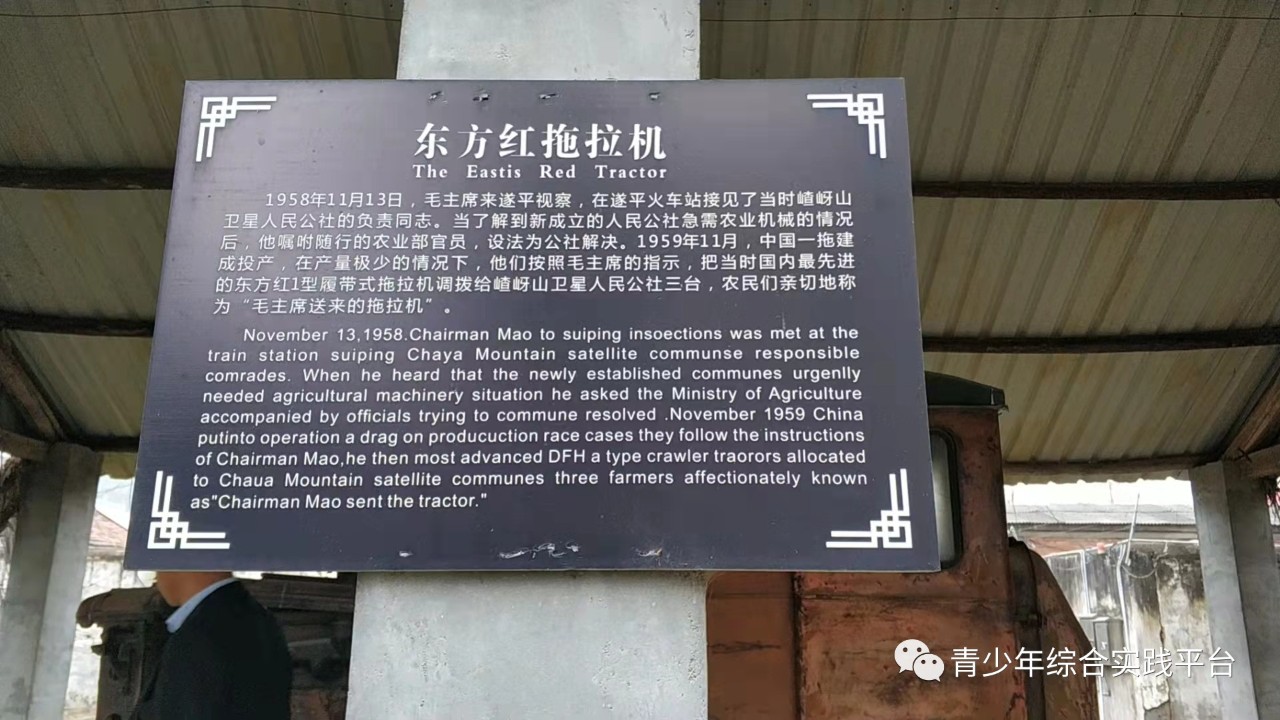 东方红拖拉机
The Eastis Red Tractor
1958年11月13日，毛主席来遂平视察，在遂平火车站接见了当时嵖岈山
卫星人民公社的负责同志。当了解到新成立的人民公社急需农业机械的情况
后，他嘱咐随行的农业部官员，设法为公社解决。1959年11月，中国一拖建
成投产，在产量极少的情况下，他们按照毛主席的指示，把当时国内最先进
的东方红1型履带式拖拉机调拨给嵖岈山卫星人民公社三台，农民们亲切地称
为“毛主席送来的拖拉机”。
November 13,1958.Chairman Mao to suiping insoections was met at the
train station suiping Chaya Mountain satellite communse responsible
comrades. When he heard that the newly established communes urgenlly
needed agricultural machinery situation he asked the Ministry of Agriculture
accompanied by officials trying to commune resolved .November 1959 China
putinto operation a drag on producuction race cases they follow the instructions
of Chairman Mao,he then most advanced DFH a type crawler traorors allocated
to Chaua Mountain satellite communes three farmers affectionately known
as"Chairman Mao sent the tractor."
青少年综合实践平台